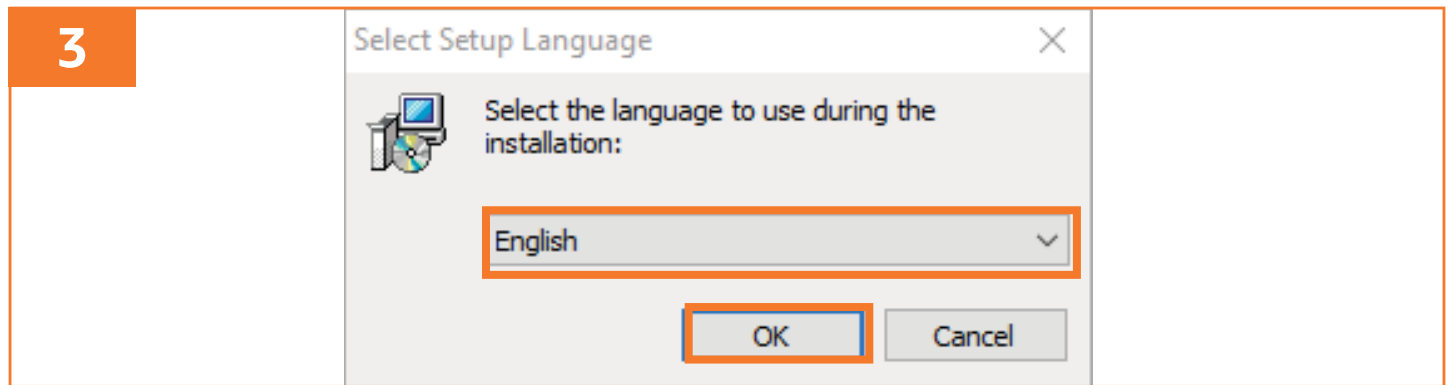 3
Select Setup Language
Select the language to use during the
installation:
English
OK
Cancel